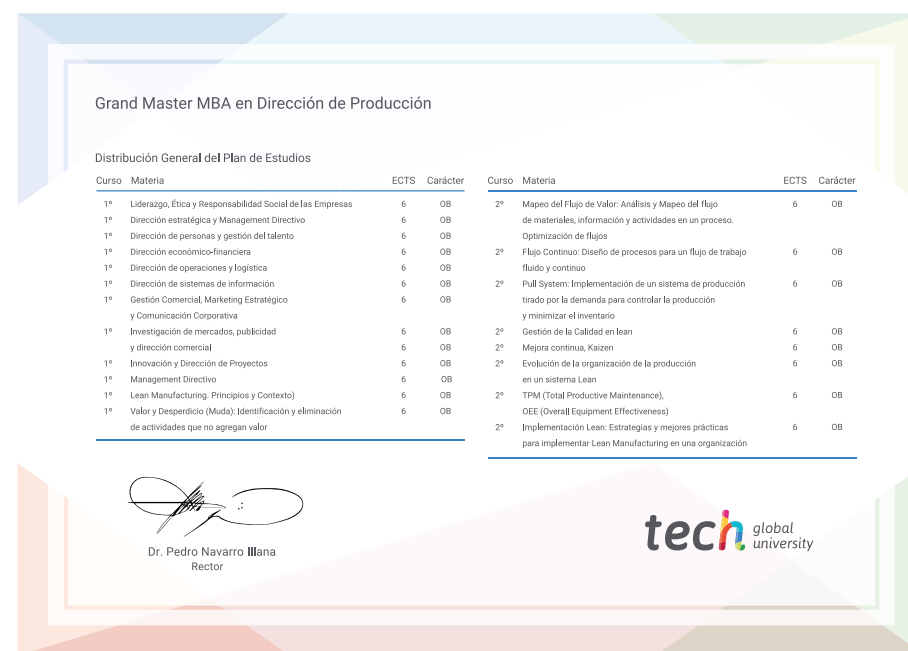 Grand Master MBA en Dirección de Producción
Distribución General del Plan de Estudios
Curso Materia ECTS Carácter
1º Liderazgo, Ética y Responsabilidad Social de las Empresas 6 OB
1º Dirección estratégica y Management Directivo 6 OB
1º Dirección de personas y gestión del talento 6 OB
1º Dirección económico-financiera 6 OB
1º Dirección de operaciones y logística 6 OB
1º Dirección de sistemas de información 6 OB
1º Gestión Comercial, Marketing Estratégico 6 OB
y Comunicación Corporativa
1º Investigación de mercados, publicidad 6 OB
y dirección comercial
1º Innovación y Dirección de Proyectos 6 OB
1º Management Directivo 6 OB
1º Lean Manufacturing. Principios y Contexto) 6 OB
1º Valor y Desperdicio (Muda): Identificación y eliminación 6 OB
de actividades que no agregan valor
Curso Materia ECTS Carácter
2º Mapeo del Flujo de Valor: Análisis y Mapeo del flujo 6 OB
de materiales, información y actividades en un proceso.
Optimización de flujos
2º Flujo Continuo: Diseño de procesos para un flujo de trabajo 6 OB
fluido y continuo
2º Pull System: Implementación de un sistema de producción 6 OB
tirado por la demanda para controlar la producción
y minimizar el inventario
2º Gestión de la Calidad en lean 6 OB
2º Mejora continua, Kaizen 6 OB
2º Evolución de la organización de la producción 6 OB
en un sistema Lean
2º TPM (Total Productive Maintenance), 6 OB
OEE (Overall Equipment Effectiveness)
2º Implementación Lean: Estrategias y mejores prácticas 6 OB
para implementar Lean Manufacturing en una organización
Dr. Pedro Navarro Illana
Rector
tech global
university